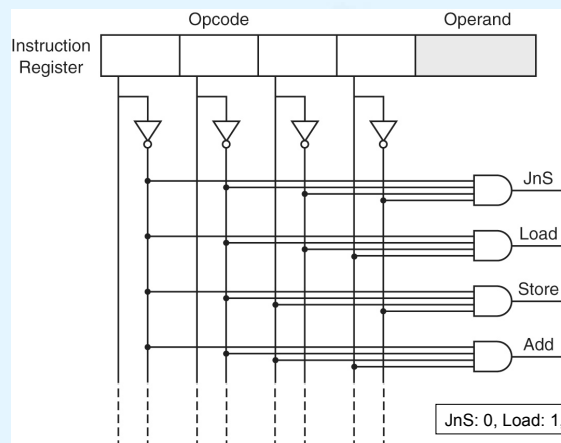 Opcode
Operand
Instruction
Register
JnS
Load
Store
Add
JnS: 0, Load: 1,